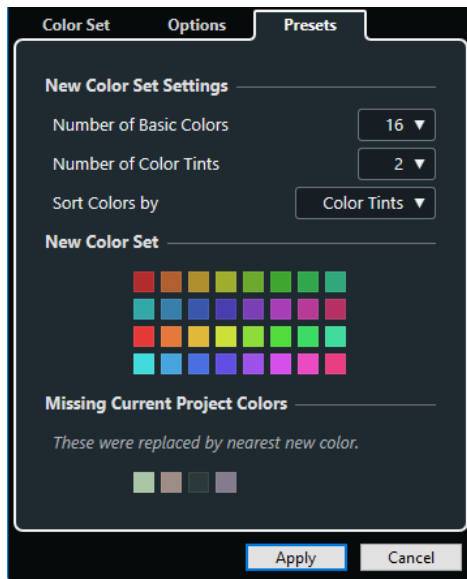 Color Set Options Presets
New Color Set Settings
Number of Basic Colors 16
Number of Color Tints 2
Sort Colors by Color Tints
New Color Set
Missing Current Project Colors
These were replaced by nearest new color.
Apply Cancel